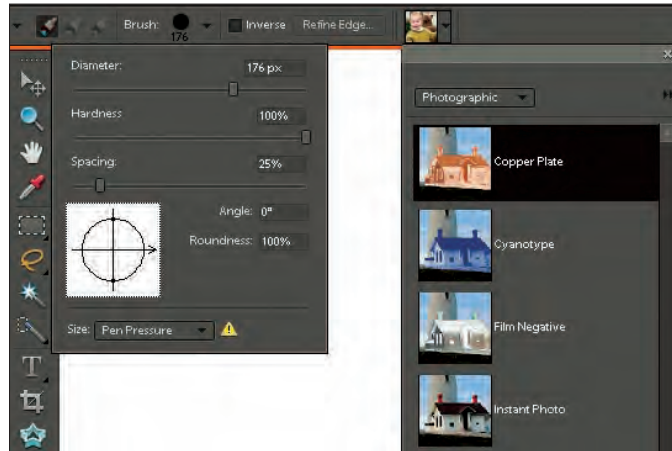 Brush: 176 Inverse Refine Edge...
Diameter: 176 px
Hardness 100%
Spacing: 25%
Angle: 0°
Roundness: 100%
Size: Pen Pressure
T
x
Photographic
Copper Plate
Cyanotype
Film Negative
Instant Photo